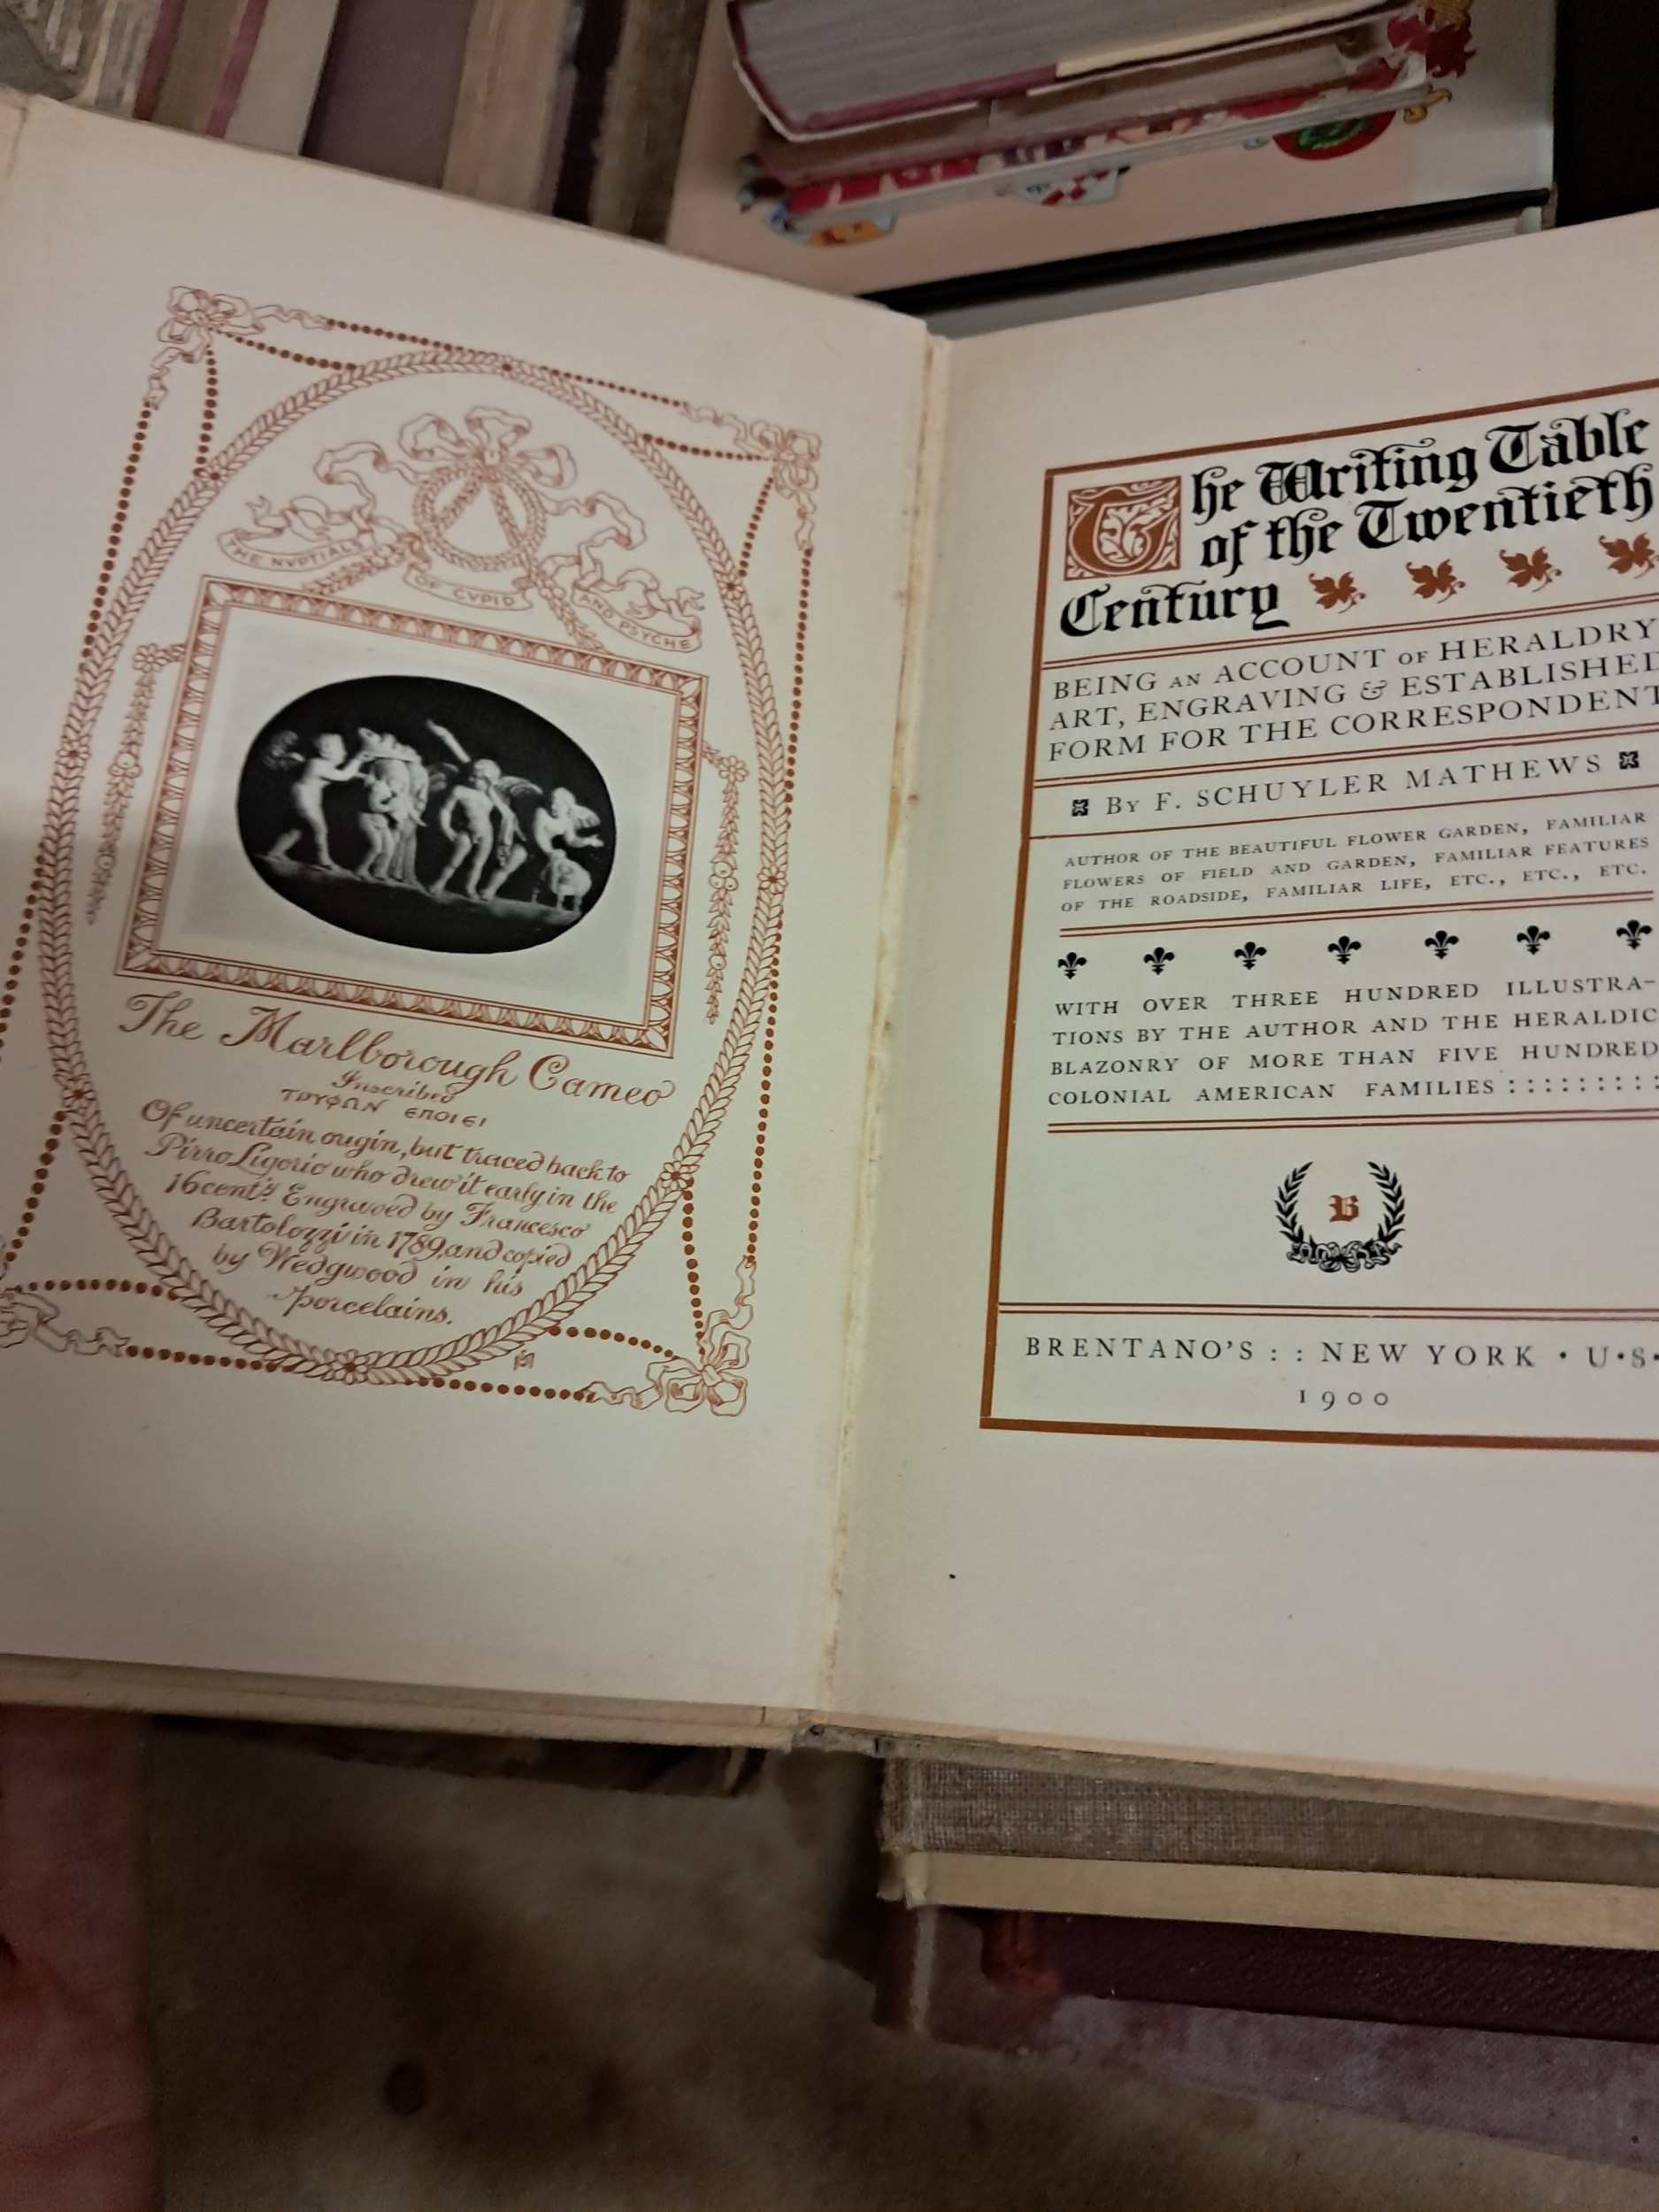 THE NVPTIALS
OF CVPID
AND PSYCHE
The Marlborough Cameo
Inscribed
ΤΡΥΦΩΝ ЄΠΟΙЄΙ
Of uncertain origin, but traced back to
Pirro Ligorio who drew it early in the
16 cent'y. Engraved by Francesco
Bartolozzi in 1789, and copied
by Wedgwood in his
porcelains.
The Writing Table
of the Twentieth
Century
BEING AN ACCOUNT OF HERALDRY
ART, ENGRAVING & ESTABLISHED
FORM FOR THE CORRESPONDENT
BY F. SCHUYLER MATHEWS
AUTHOR OF THE BEAUTIFUL FLOWER GARDEN, FAMILIAR
FLOWERS OF FIELD AND GARDEN, FAMILIAR FEATURES
OF THE ROADSIDE, FAMILIAR LIFE, ETC., ETC., ETC.
WITH OVER THREE HUNDRED ILLUSTRA-
TIONS BY THE AUTHOR AND THE HERALDIC
BLAZONRY OF MORE THAN FIVE HUNDRED
COLONIAL AMERICAN FAMILIES : : : : : : : : :
B
BRENTANO'S : : NEW YORK · U·S·
1900